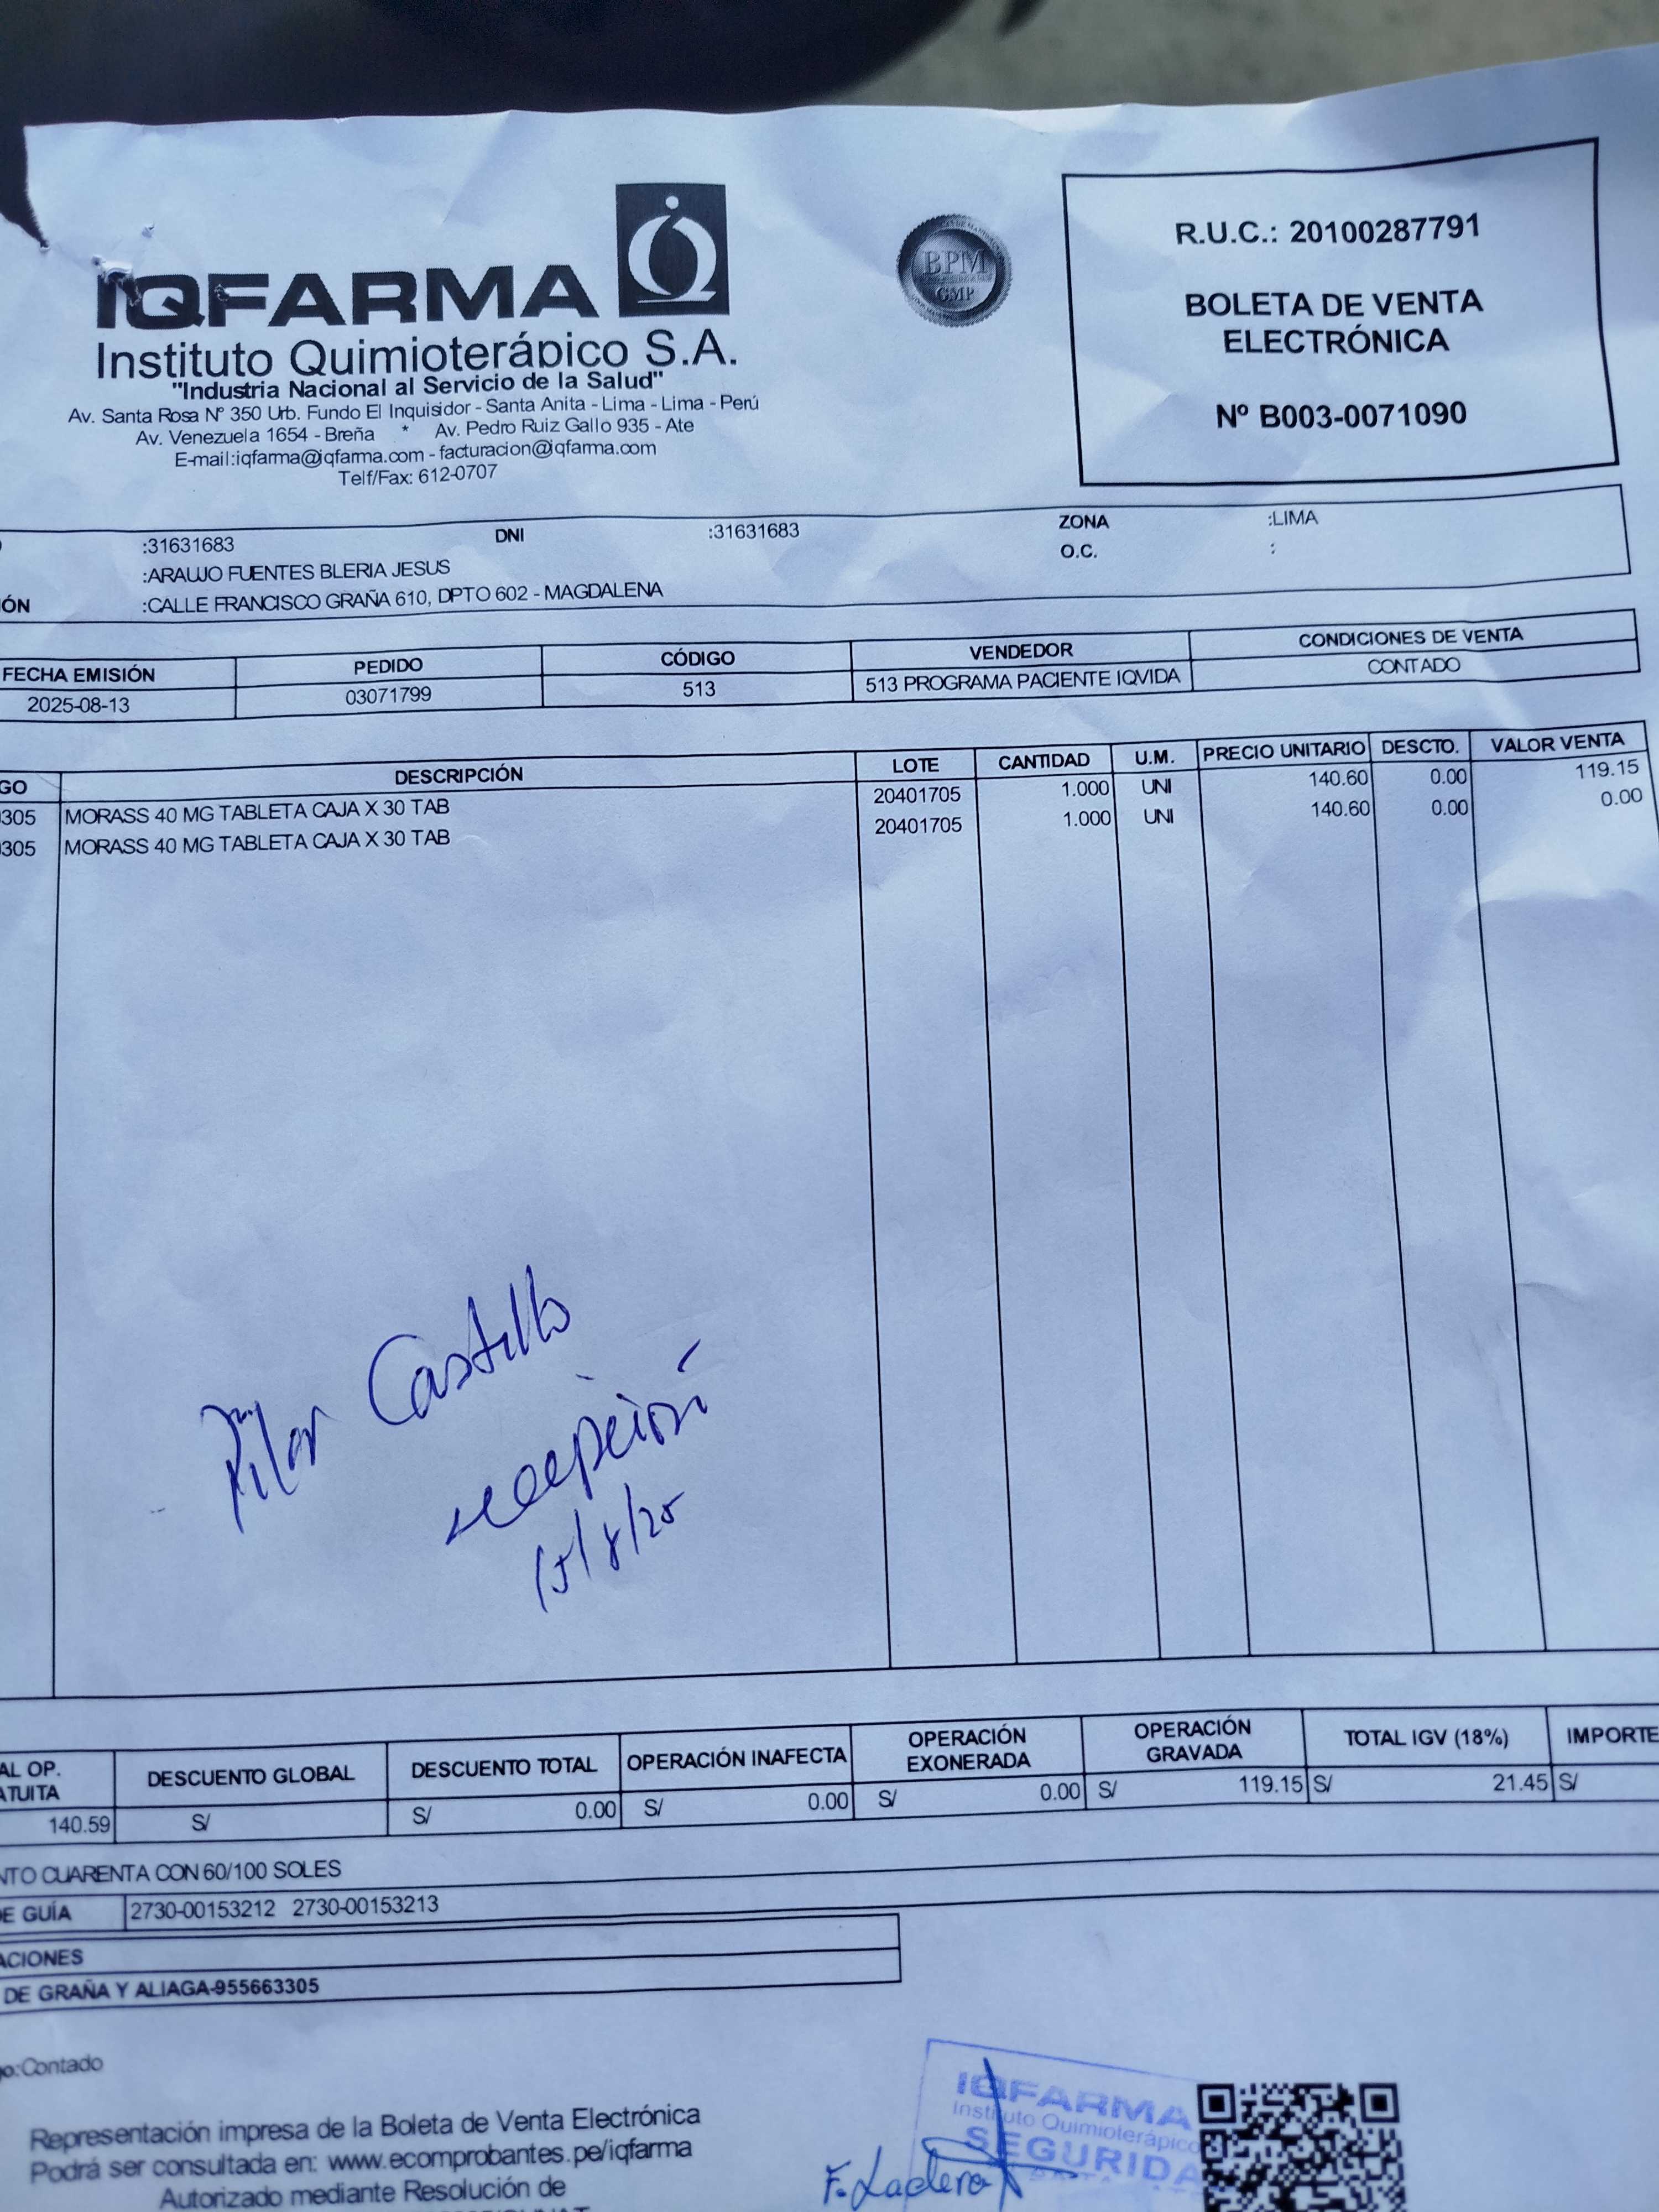 IQFARMA
BPM
GMP
Instituto Quimioterápico S.A.
"Industria Nacional al Servicio de la Salud"
Av. Santa Rosa Nº 350 Urb. Fundo El Inquisidor - Santa Anita - Lima - Lima - Perú
Av. Venezuela 1654 - Breña * Av. Pedro Ruiz Gallo 935 - Ate
E-mail:iqfarma@iqfarma.com - facturacion@iqfarma.com
Telf/Fax: 612-0707
R.U.C.: 20100287791
BOLETA DE VENTA
ELECTRÓNICA
Nº B003-0071090
:31631683 DNI :31631683 ZONA :LIMA
:ARAUJO FUENTES BLERIA JESUS O.C. :
IÓN :CALLE FRANCISCO GRAÑA 610, DPTO 602 - MAGDALENA
FECHA EMISIÓN PEDIDO CÓDIGO VENDEDOR CONDICIONES DE VENTA
2025-08-13 03071799 513 513 PROGRAMA PACIENTE IQVIDA CONTADO
GO DESCRIPCIÓN LOTE CANTIDAD U.M. PRECIO UNITARIO DESCTO. VALOR VENTA
305 MORASS 40 MG TABLETA CAJA X 30 TAB 20401705 1.000 UNI 140.60 0.00 119.15
305 MORASS 40 MG TABLETA CAJA X 30 TAB 20401705 1.000 UNI 140.60 0.00 0.00
Pilar Castillo
recepción
15/8/25
AL OP. ATUITA DESCUENTO GLOBAL DESCUENTO TOTAL OPERACIÓN INAFECTA OPERACIÓN EXONERADA OPERACIÓN GRAVADA TOTAL IGV (18%) IMPORTE
140.59 S/ S/ 0.00 S/ 0.00 S/ 0.00 S/ 119.15 S/ 21.45 S/
NTO CUARENTA CON 60/100 SOLES
E GUÍA 2730-00153212 2730-00153213
ACIONES
DE GRAÑA Y ALIAGA-955663305
o:Contado
Representación impresa de la Boleta de Venta Electrónica
Podrá ser consultada en: www.ecomprobantes.pe/iqfarma
Autorizado mediante Resolución de
IQFARMA
Instituto Quimioterápico
SEGURIDA
F. Ladera